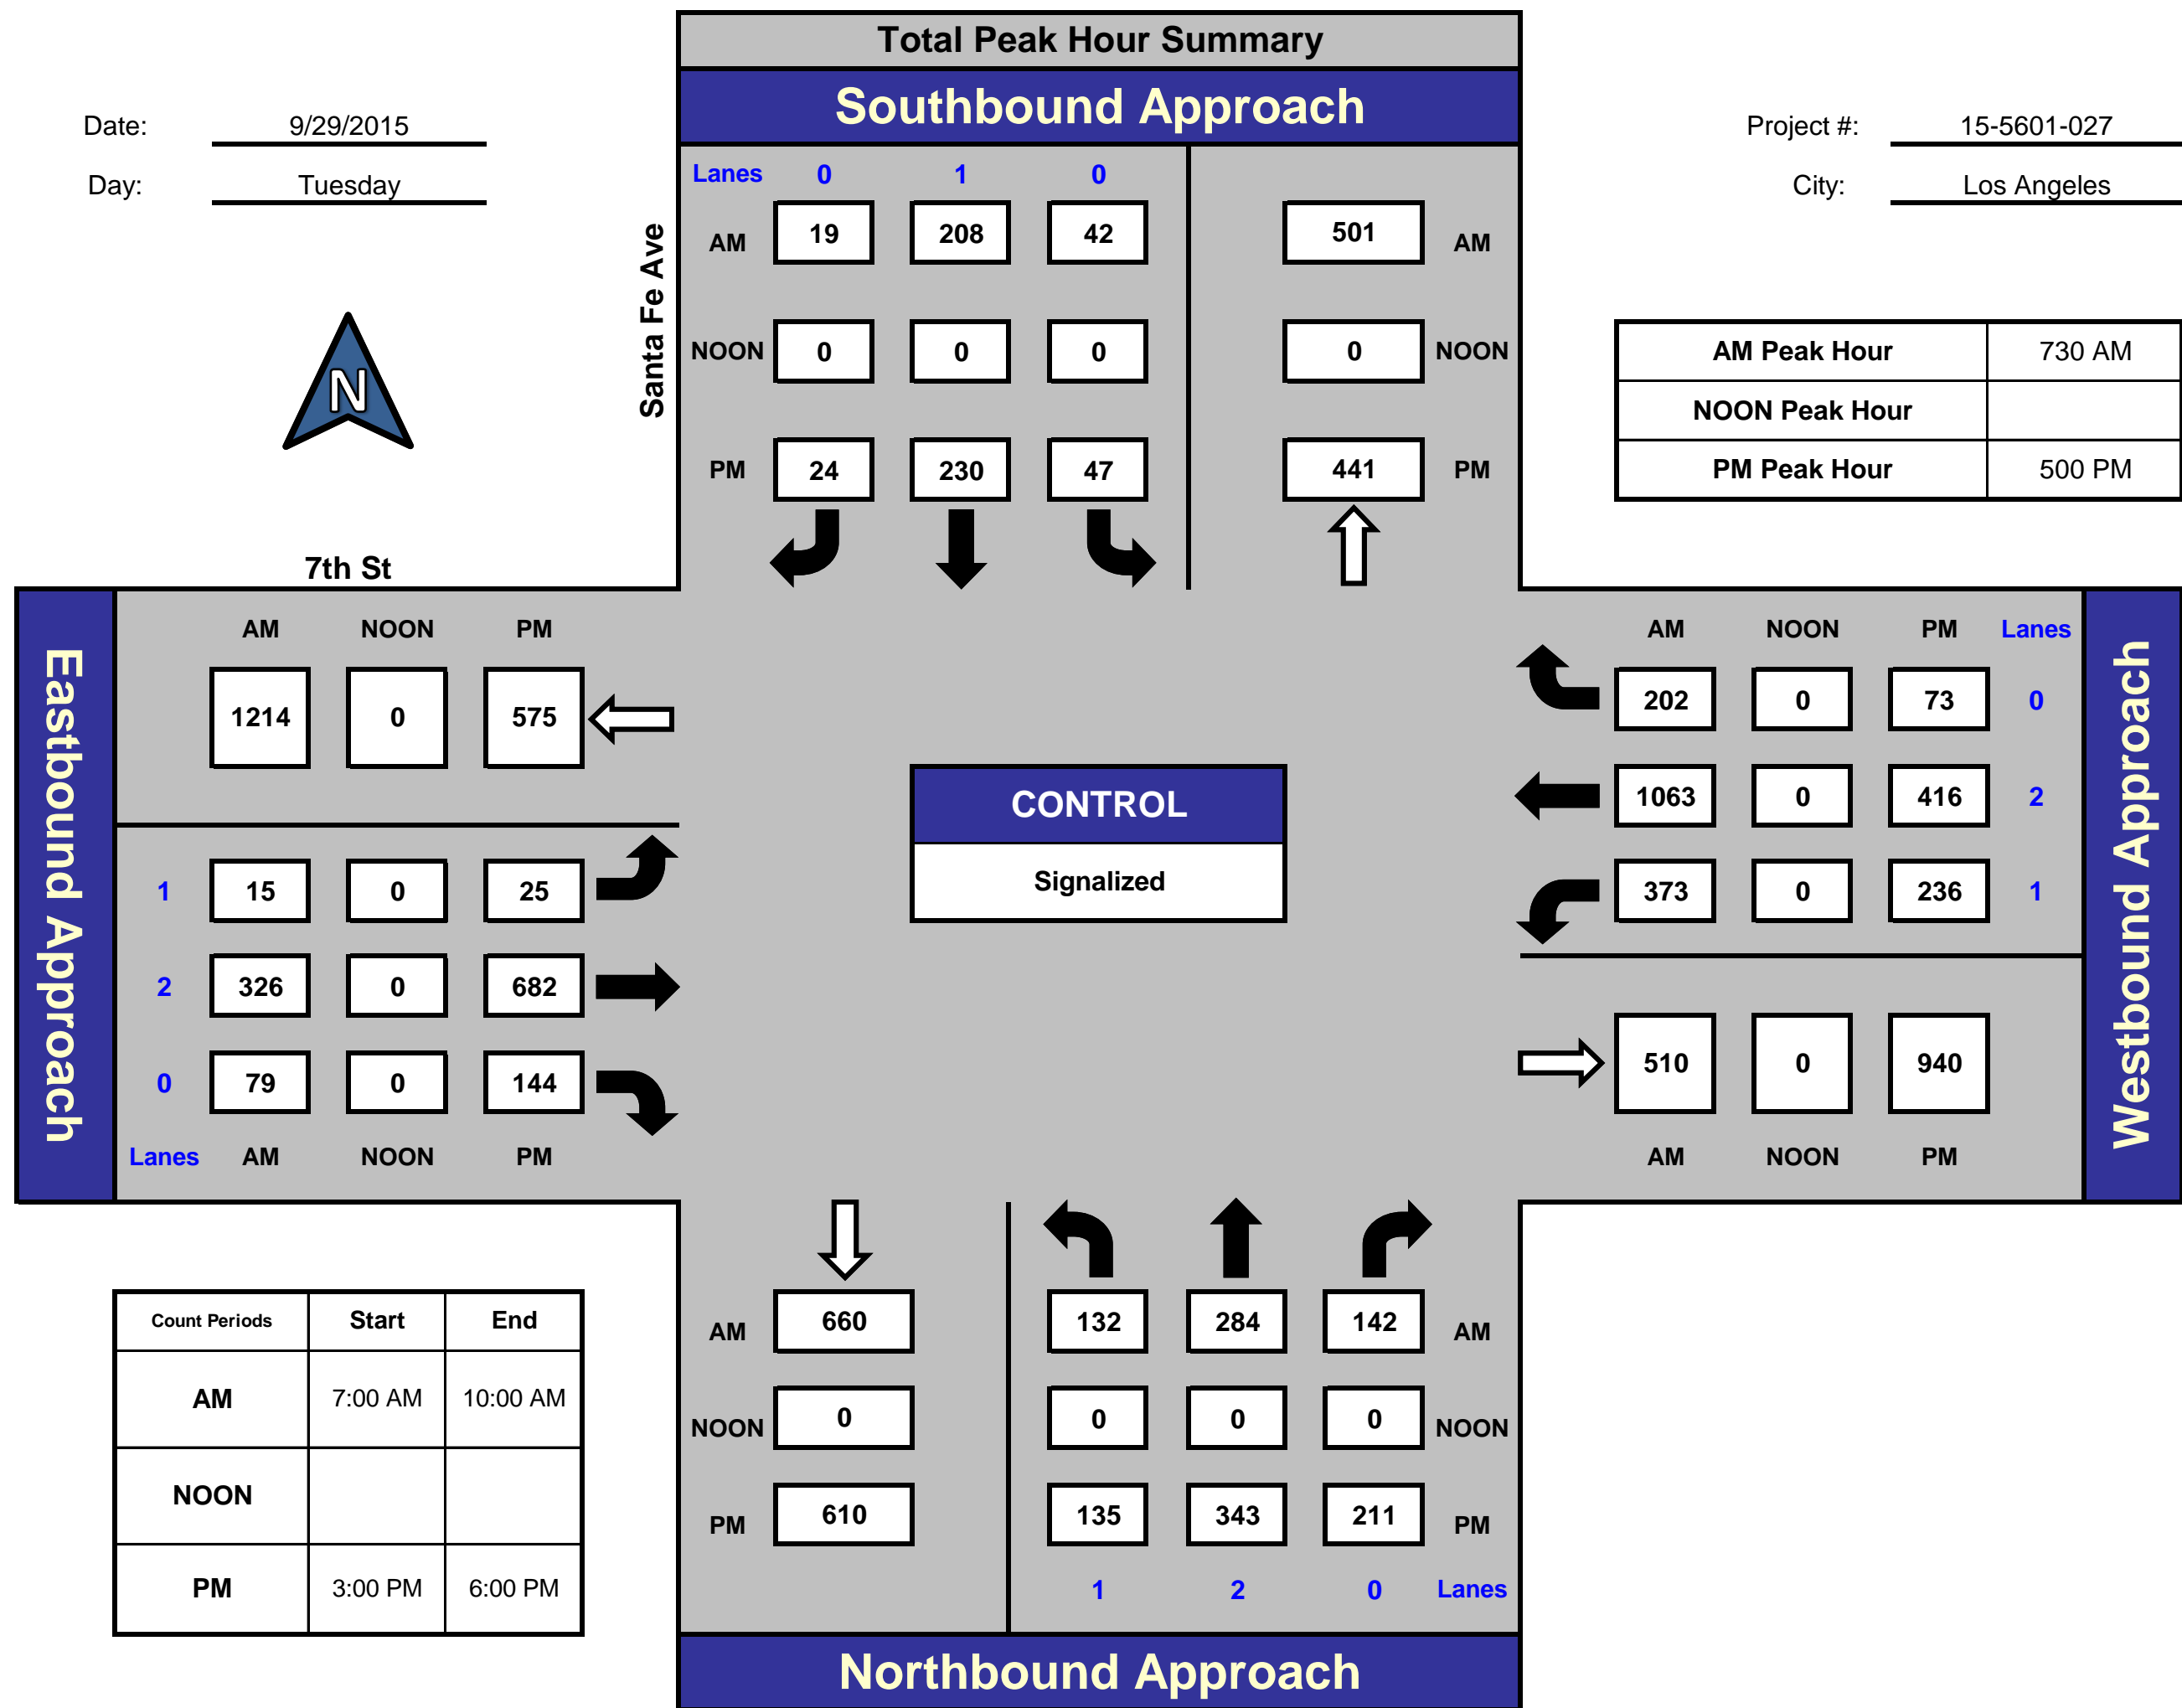 Total Peak Hour Summary
Southbound Approach
Date: 9/29/2015
Project #: 15-5601-027
Day: Tuesday
City: Los Angeles
Lanes 0 1 0
AM 19 208 42 501 AM
NOON 0 0 0 0 NOON
PM 24 230 47 441 PM
Santa Fe Ave
N
AM Peak Hour 730 AM
NOON Peak Hour
PM Peak Hour 500 PM
7th St
Eastbound Approach
AM NOON PM
1214 0 575
1 15 0 25
2 326 0 682
0 79 0 144
Lanes AM NOON PM
CONTROL
Signalized
AM NOON PM Lanes
202 0 73 0
1063 0 416 2
373 0 236 1
510 0 940
AM NOON PM
Westbound Approach
Count Periods Start End
AM 7:00 AM 10:00 AM
NOON
PM 3:00 PM 6:00 PM
AM 660 132 284 142 AM
NOON 0 0 0 0 NOON
PM 610 135 343 211 PM
1 2 0 Lanes
Northbound Approach